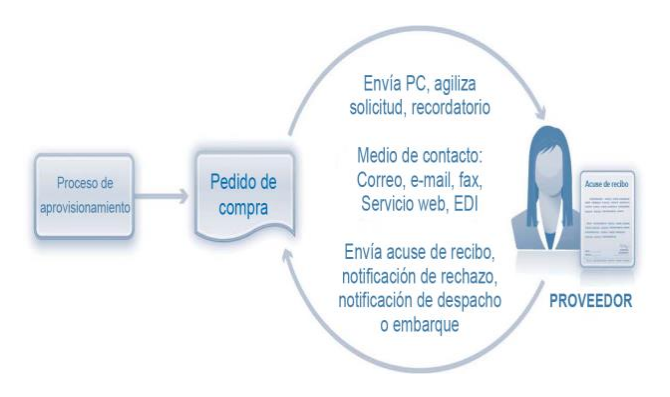 Proceso de
aprovisionamiento
Pedido de
compra
Envía PC, agiliza
solicitud, recordatorio
Medio de contacto:
Correo, e-mail, fax,
Servicio web, EDI
Envía acuse de recibo,
notificación de rechazo,
notificación de despacho
o embarque
Acuse de recibo
PROVEEDOR